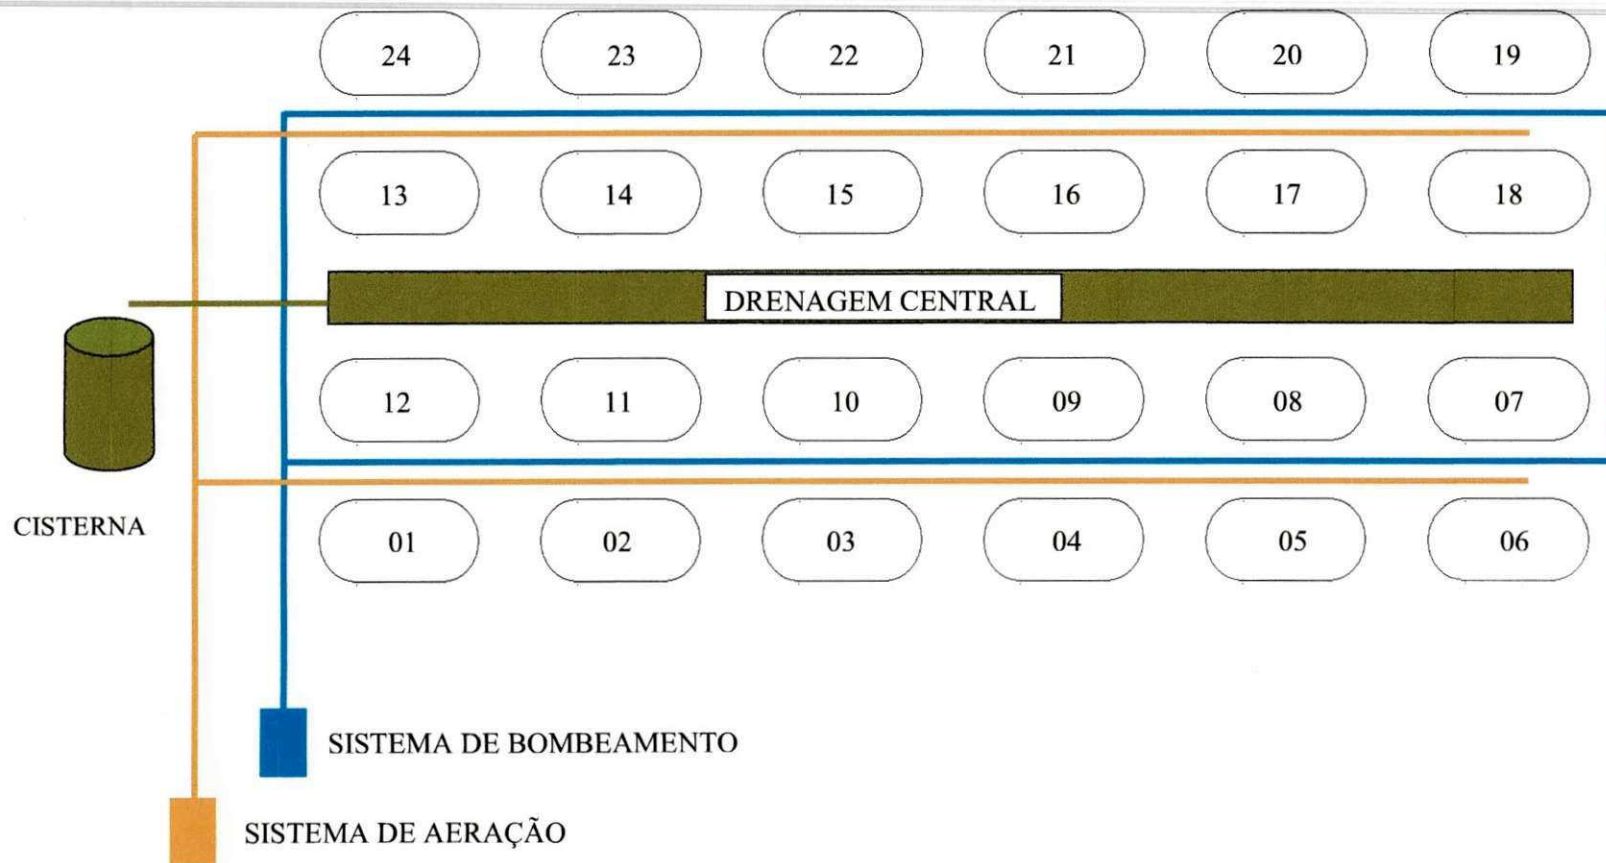 24 23 22 21 20 19
13 14 15 16 17 18
DRENAGEM CENTRAL
12 11 10 09 08 07
CISTERNA
01 02 03 04 05 06
SISTEMA DE BOMBEAMENTO
SISTEMA DE AERAÇÃO